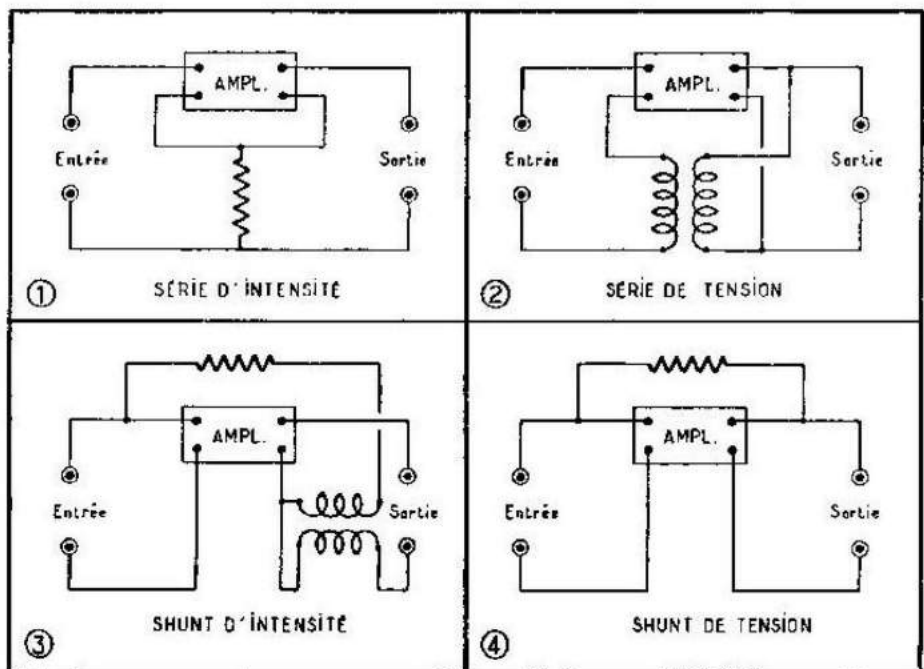 AMPL.
Entrée
Sortie
① SÉRIE D'INTENSITÉ
AMPL.
Entrée
Sortie
② SÉRIE DE TENSION
AMPL.
Entrée
Sortie
③ SHUNT D'INTENSITÉ
AMPL.
Entrée
Sortie
④ SHUNT DE TENSION